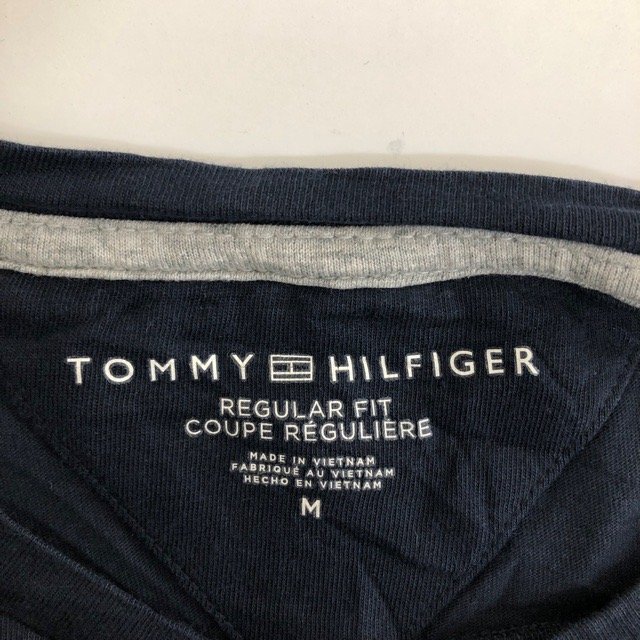 TOMMY HILFIGER
REGULAR FIT
COUPE RÉGULIÈRE
MADE IN VIETNAM
FABRIQUÉ AU VIETNAM
HECHO EN VIETNAM
M